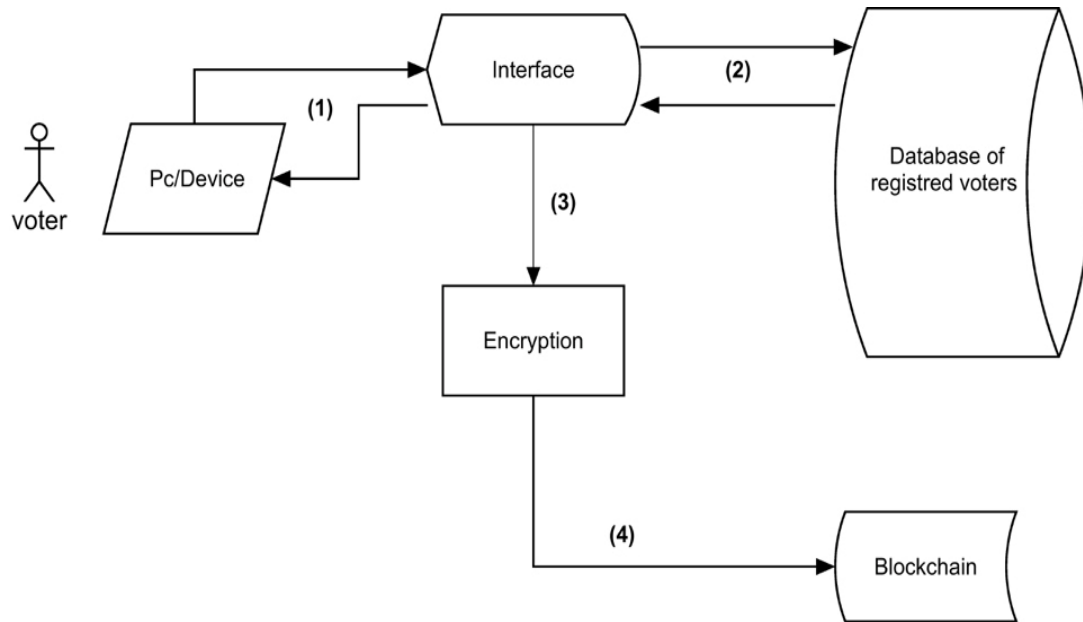 Interface
(2)
(1)
Database of
registred voters
Pc/Device
voter
(3)
Encryption
(4)
Blockchain